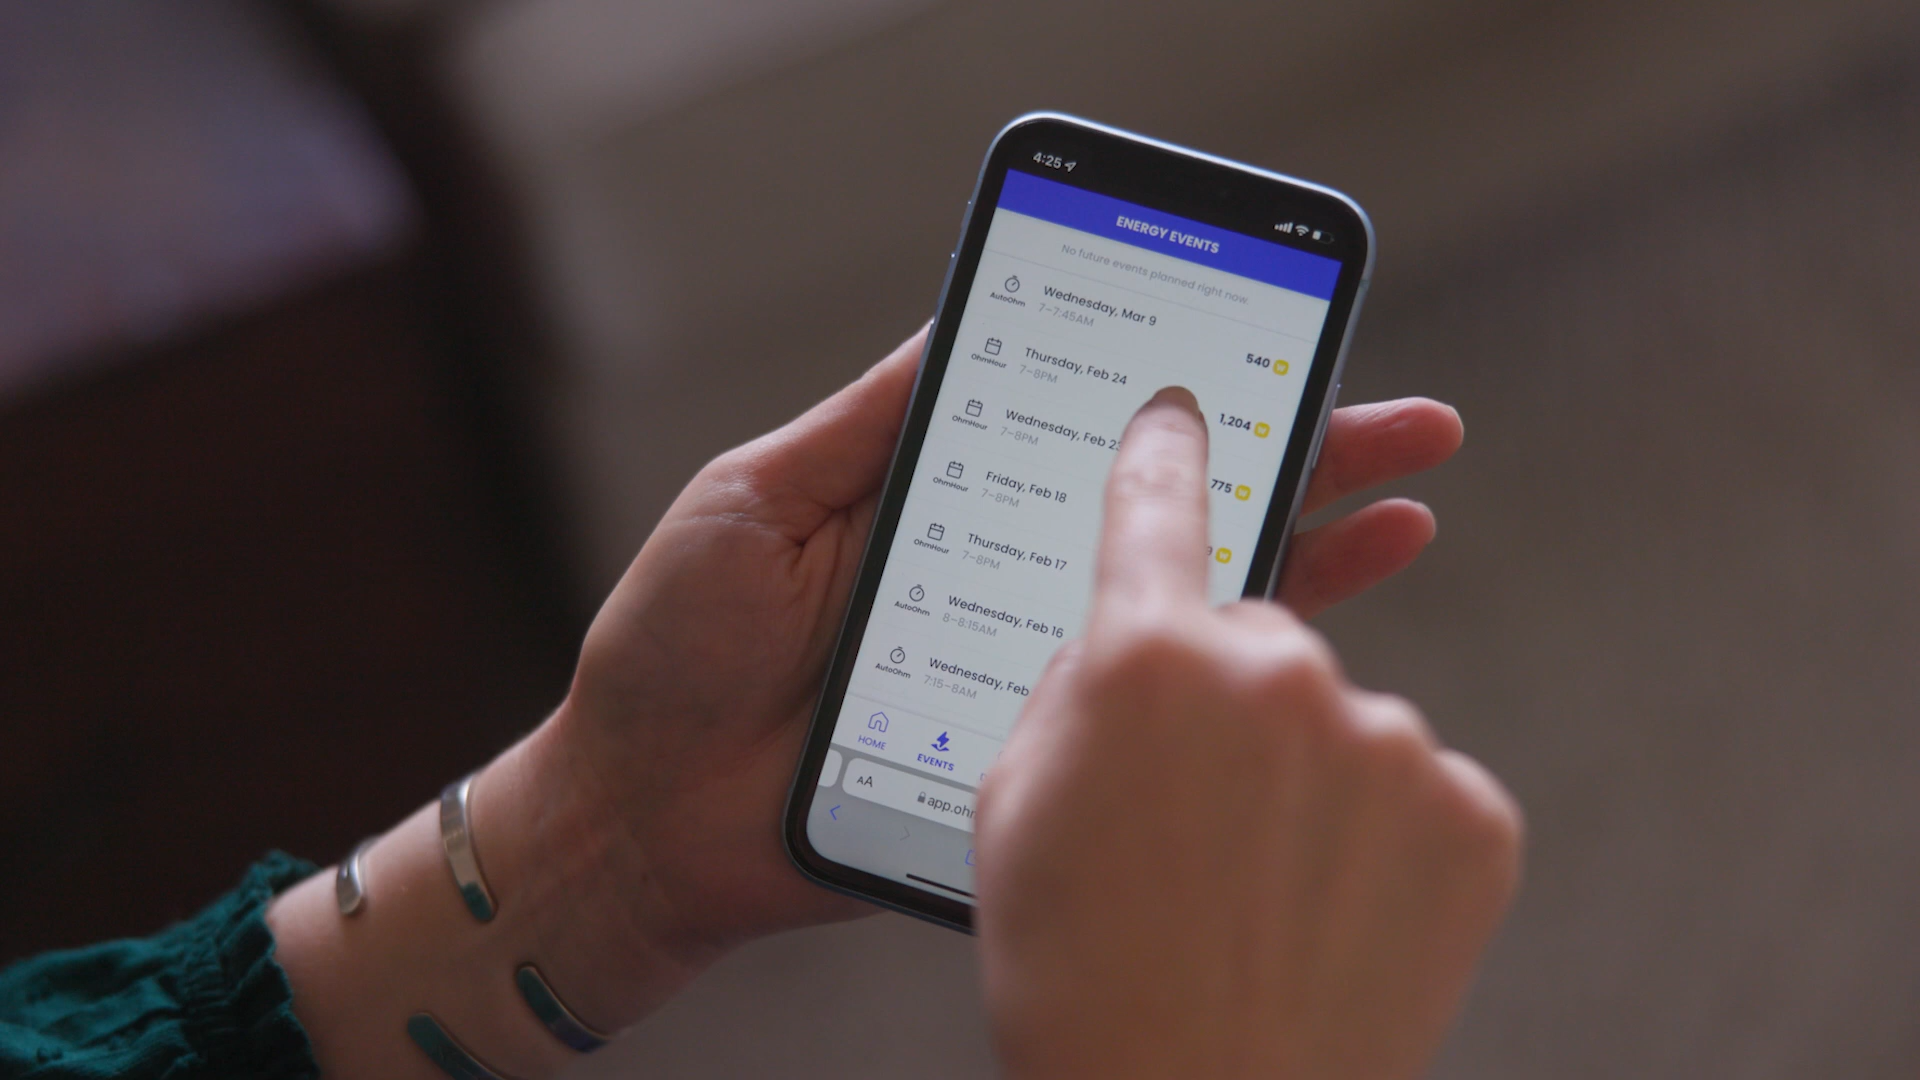 4:25
ENERGY EVENTS
No future events planned right now.
AutoOhm
Wednesday, Mar 9
7–7:45AM
540
OhmHour
Thursday, Feb 24
7–8PM
1,204
OhmHour
Wednesday, Feb 23
7–8PM
775
OhmHour
Friday, Feb 18
7–8PM
9
OhmHour
Thursday, Feb 17
7–8PM
AutoOhm
Wednesday, Feb 16
8–8:15AM
AutoOhm
Wednesday, Feb
7:15–8AM
HOME
EVENTS
AA
app.ohm